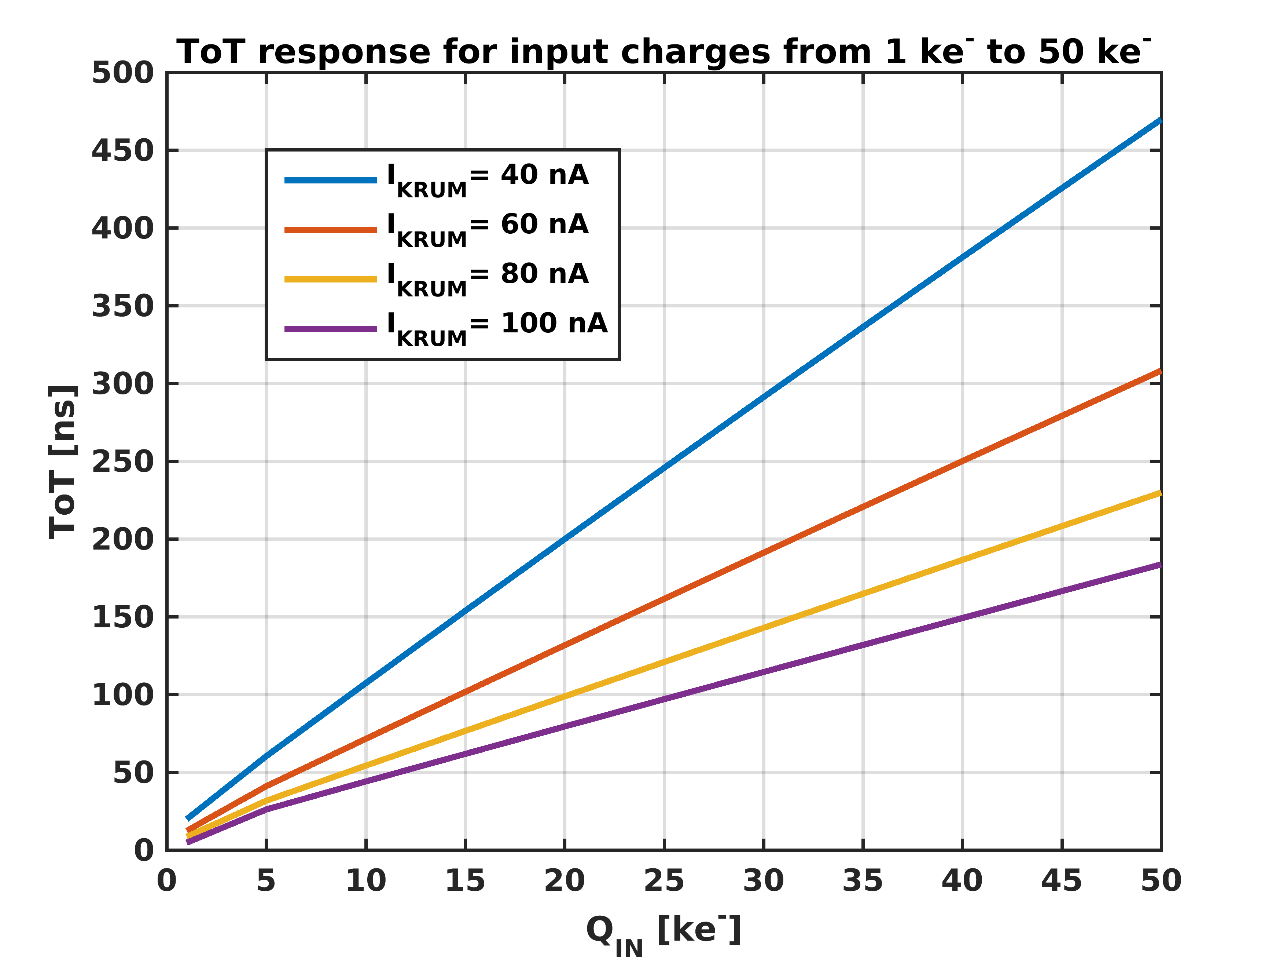 ToT response for input charges from 1 ke⁻ to 50 ke⁻
500
450
400
350
300
250
200
150
100
50
0
ToT [ns]
I_KRUM= 40 nA
I_KRUM= 60 nA
I_KRUM= 80 nA
I_KRUM= 100 nA
0 5 10 15 20 25 30 35 40 45 50
Q_IN [ke⁻]